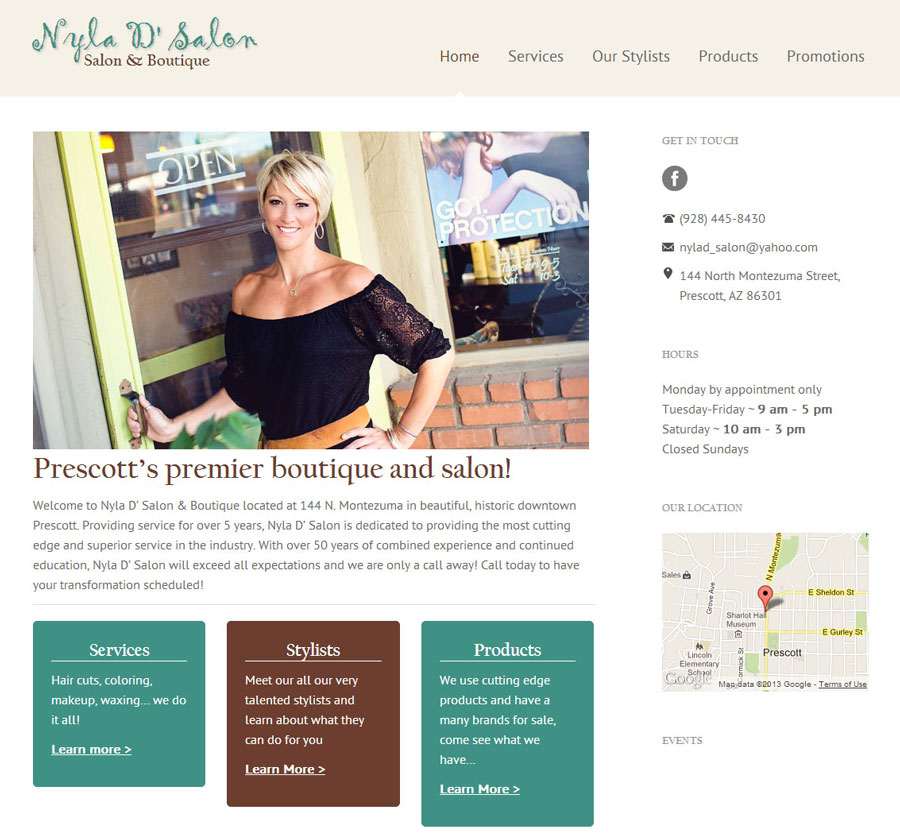 Nyla D' Salon
Salon & Boutique
Home Services Our Stylists Products Promotions
OPEN
GOT
PROTECTION
Sat 10-3
Prescott's premier boutique and salon!
Welcome to Nyla D' Salon & Boutique located at 144 N. Montezuma in beautiful, historic downtown
Prescott. Providing service for over 5 years, Nyla D' Salon is dedicated to providing the most cutting
edge and superior service in the industry. With over 50 years of combined experience and continued
education, Nyla D' Salon will exceed all expectations and we are only a call away! Call today to have
your transformation scheduled!
Services
Hair cuts, coloring,
makeup, waxing... we do
it all!
Learn more >
Stylists
Meet our all our very
talented stylists and
learn about what they
can do for you
Learn More >
Products
We use cutting edge
products and have a
many brands for sale,
come see what we
have...
Learn More >
GET IN TOUCH
f
(928) 445-8430
nylad_salon@yahoo.com
144 North Montezuma Street,
Prescott, AZ 86301
HOURS
Monday by appointment only
Tuesday-Friday ~ 9 am - 5 pm
Saturday ~ 10 am - 3 pm
Closed Sundays
OUR LOCATION
N Montezuma
Sales
Grove Ave
E Sheldon St
Sharlot Hall
Museum
E Gurley St
Lincoln
Elementary
School
Prescott
rmick St
Google
Map data ©2013 Google - Terms of Use
EVENTS